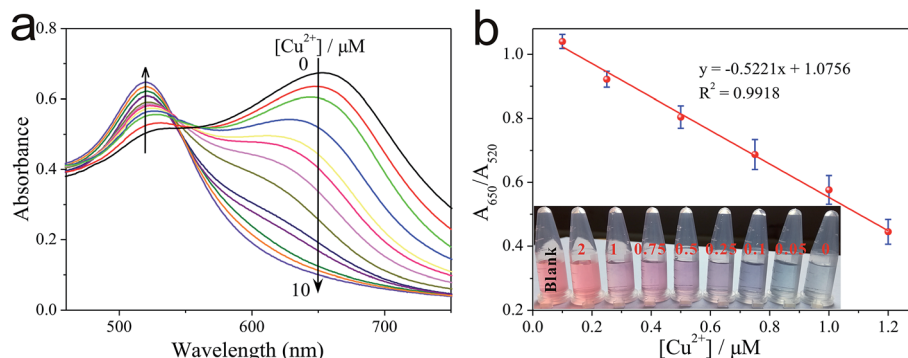 a
[Cu²⁺] / μM
0
10
0.8
0.6
0.4
0.2
0.0
500
600
700
Absorbance
Wavelength (nm)
b
y = -0.5221x + 1.0756
R² = 0.9918
1.0
0.8
0.6
0.4
0.2
A₆₅₀/A₅₂₀
Blank 2 1 0.75 0.5 0.25 0.1 0.05 0
0.0 0.2 0.4 0.6 0.8 1.0 1.2
[Cu²⁺] / μM